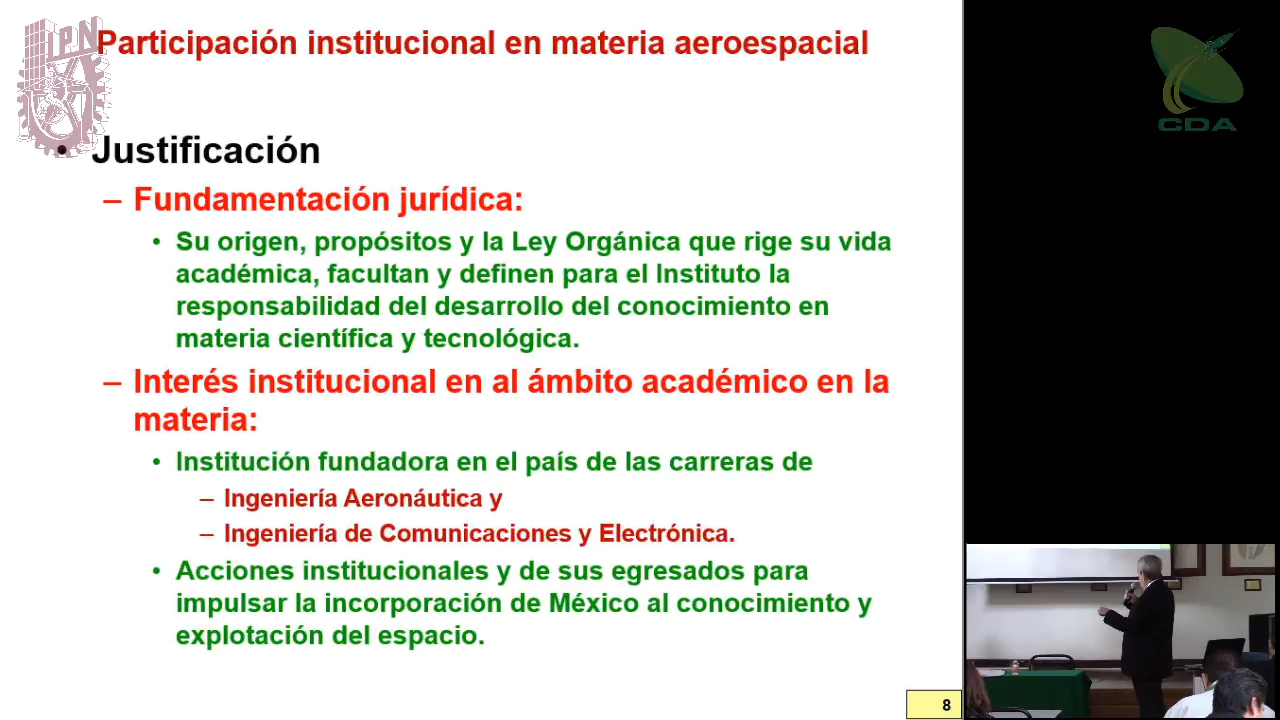 IPN
Participación institucional en materia aeroespacial
CDA
• Justificación
– Fundamentación jurídica:
• Su origen, propósitos y la Ley Orgánica que rige su vida
académica, facultan y definen para el Instituto la
responsabilidad del desarrollo del conocimiento en
materia científica y tecnológica.
– Interés institucional en al ámbito académico en la
materia:
• Institución fundadora en el país de las carreras de
– Ingeniería Aeronáutica y
– Ingeniería de Comunicaciones y Electrónica.
• Acciones institucionales y de sus egresados para
impulsar la incorporación de México al conocimiento y
explotación del espacio.
8